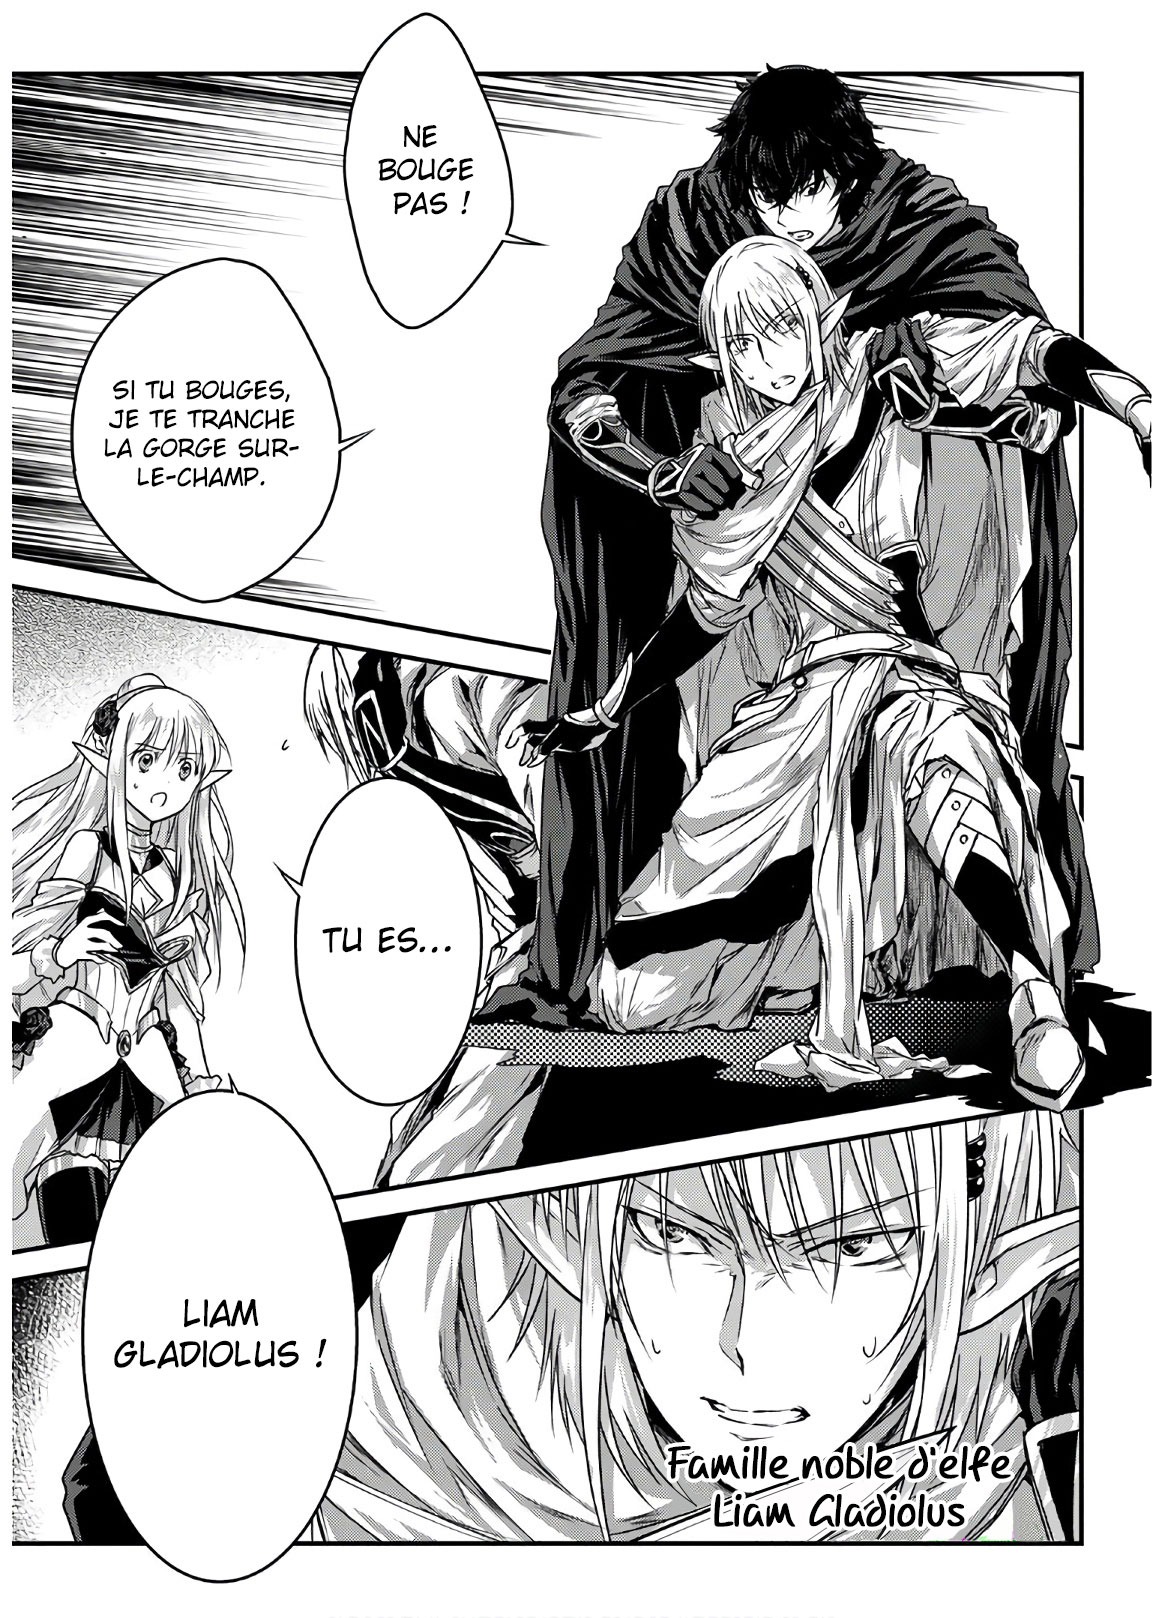 NE
BOUGE
PAS !
SI TU BOUGES,
JE TE TRANCHE
LA GORGE SUR-
LE-CHAMP.
TU ES...
LIAM
GLADIOLUS !
Famille noble d'elfe
Liam Gladiolus